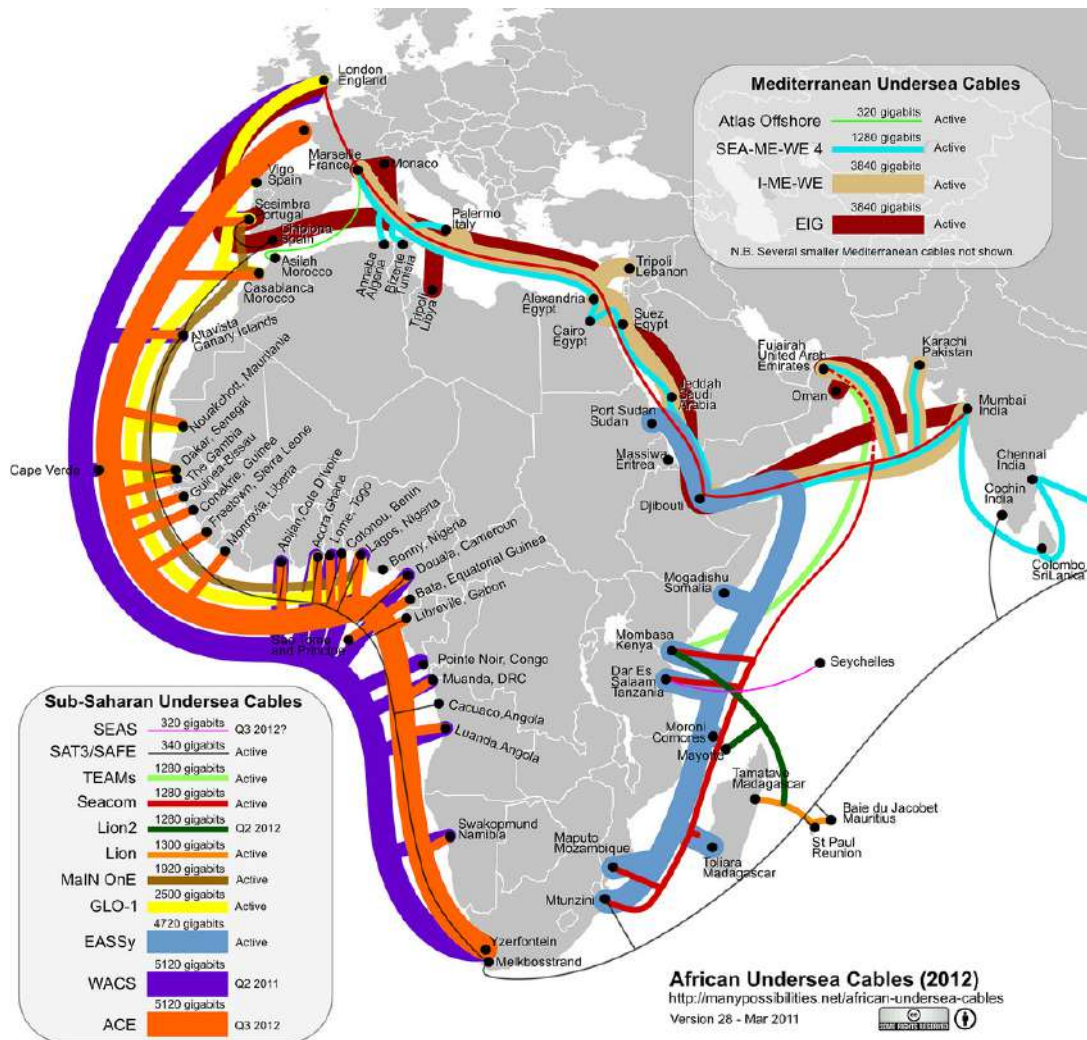 London
England
Marseille
France
Monaco
Vigo
Spain
Sesimbra
Portugal
Chipiona
Spain
Asilah
Morocco
Casablanca
Morocco
Palermo
Italy
Annaba
Algeria
Bizerte
Tunisia
Tripoli
Libya
Tripoli
Lebanon
Alexandria
Egypt
Cairo
Egypt
Suez
Egypt
Altavista
Canary Islands
Jeddah
Saudi
Arabia
Port Sudan
Sudan
Massiwa
Eritrea
Djibouti
Fujairah
United Arab
Emirates
Oman
Karachi
Pakistan
Mumbai
India
Chennai
India
Cochin
India
Colombo
SriLanka
Nouakchott, Mauritania
Dakar, Senegal
The Gambia
Guinea-Bissau
Conakrie, Guinea
Freetown, Sierra Leone
Monrovia, Liberia
Cape Verde
Abijan,Cote D'Ivoire
Accra,Ghana
Lome, Togo
Cotonou, Benin
Lagos, Nigeria
Bonny, Nigeria
Douala, Cameroun
Bata, Equatorial Guinea
Libreville, Gabon
Sao Tome
and Principe
Pointe Noir, Congo
Muanda, DRC
Cacuaco,Angola
Luanda,Angola
Swakopmund
Namibia
Yzerfontein
Melkbosstrand
Mogadishu
Somalia
Mombasa
Kenya
Dar Es
Salaam
Tanzania
Seychelles
Moroni
Comores
Mayotte
Tamatave
Madagascar
Baie du Jacobet
Mauritius
St Paul
Reunion
Toliara
Madagascar
Maputo
Mozambique
Mtunzini
Mediterranean Undersea Cables
Atlas Offshore 320 gigabits Active
SEA-ME-WE 4 1280 gigabits Active
I-ME-WE 3840 gigabits Active
EIG 3840 gigabits Active
N.B. Several smaller Mediterranean cables not shown.
Sub-Saharan Undersea Cables
SEAS 320 gigabits Q3 2012?
SAT3/SAFE 340 gigabits Active
TEAMs 1280 gigabits Active
Seacom 1280 gigabits Active
Lion2 1280 gigabits Q2 2012
Lion 1300 gigabits Active
MaIN OnE 1920 gigabits Active
GLO-1 2500 gigabits Active
EASSy 4720 gigabits Active
WACS 5120 gigabits Q2 2011
ACE 5120 gigabits Q3 2012
African Undersea Cables (2012)
http://manypossibilities.net/african-undersea-cables
Version 28 - Mar 2011
cc
SOME RIGHTS RESERVED